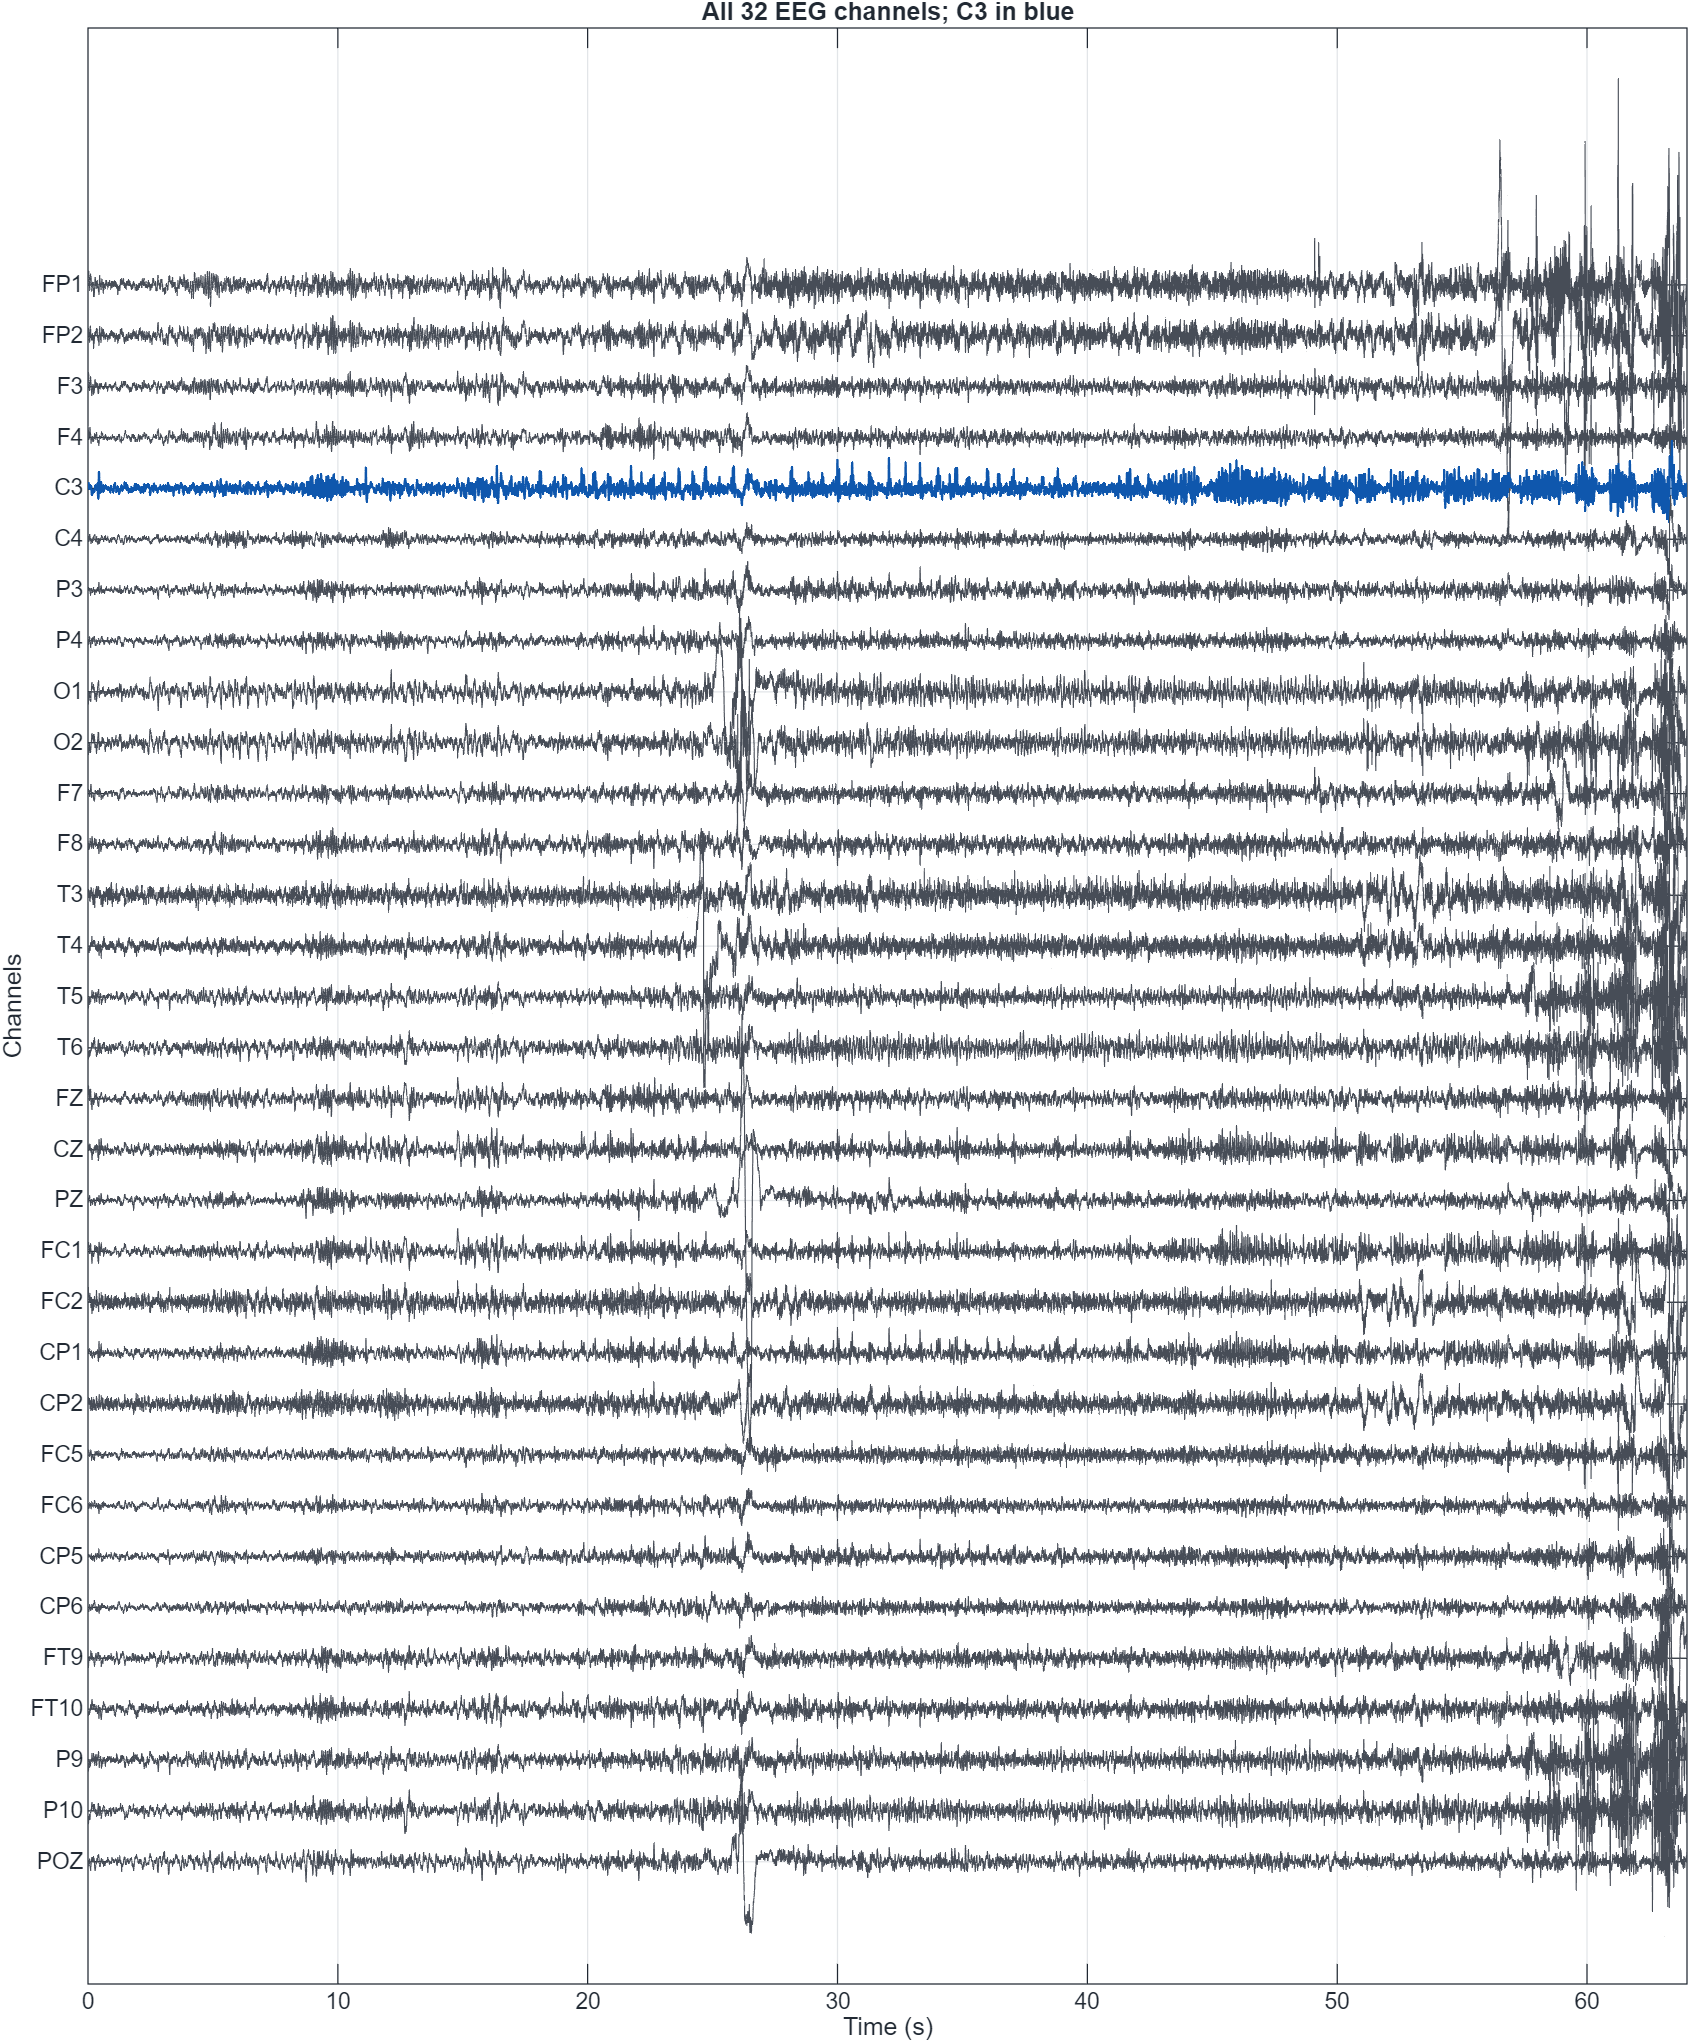 All 32 EEG channels; C3 in blue
FP1
FP2
F3
F4
C3
C4
P3
P4
O1
O2
F7
F8
T3
T4
T5
T6
FZ
CZ
PZ
FC1
FC2
CP1
CP2
FC5
FC6
CP5
CP6
FT9
FT10
P9
P10
POZ
Channels
0 10 20 30 40 50 60
Time (s)